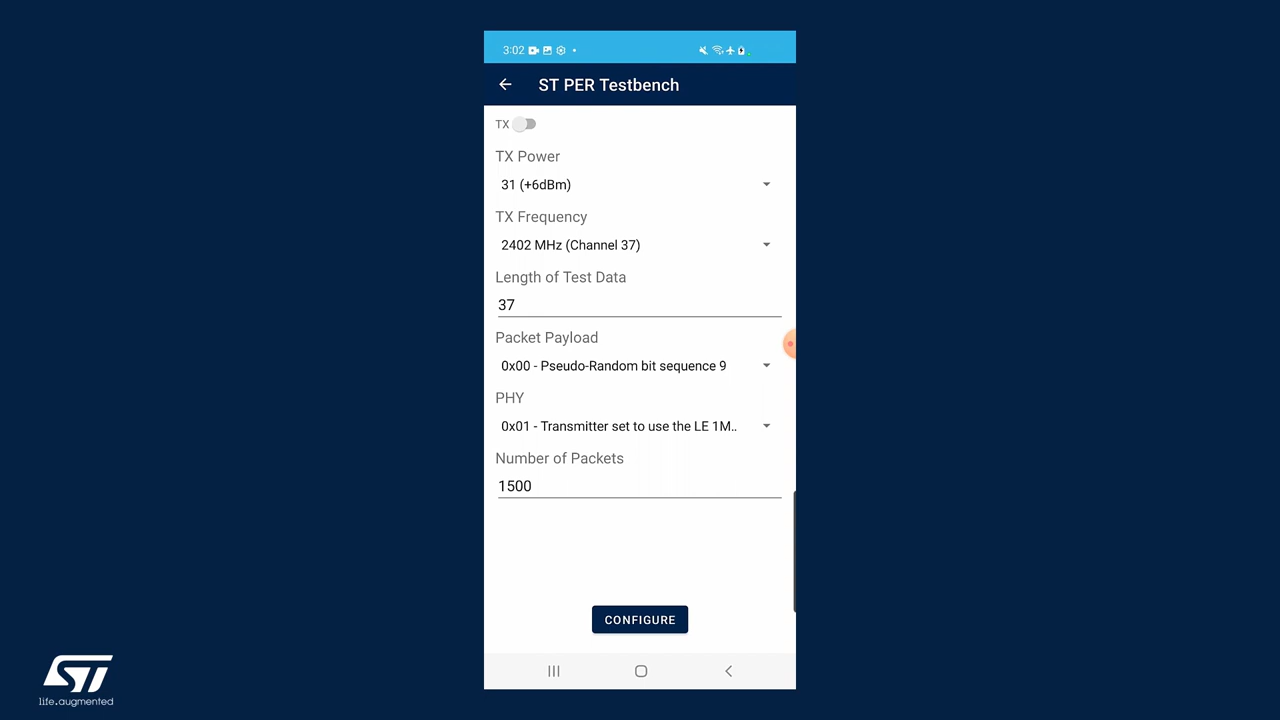 3:02
ST PER Testbench
TX
TX Power
31 (+6dBm)
TX Frequency
2402 MHz (Channel 37)
Length of Test Data
37
Packet Payload
0x00 - Pseudo-Random bit sequence 9
PHY
0x01 - Transmitter set to use the LE 1M..
Number of Packets
1500
CONFIGURE
ST
life.augmented